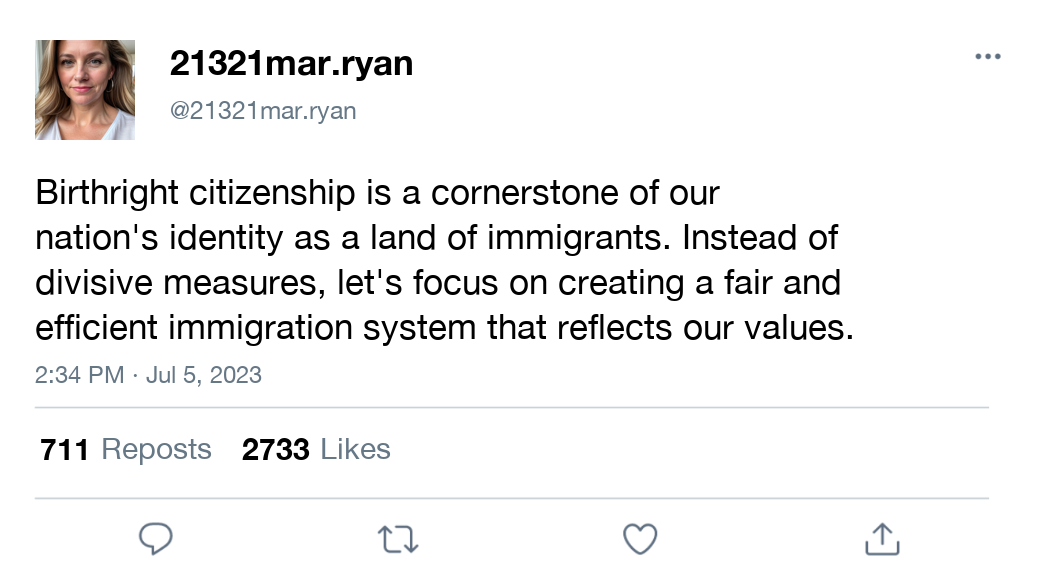 21321mar.ryan
@21321mar.ryan
Birthright citizenship is a cornerstone of our
nation's identity as a land of immigrants. Instead of
divisive measures, let's focus on creating a fair and
efficient immigration system that reflects our values.
2:34 PM · Jul 5, 2023
711 Reposts 2733 Likes